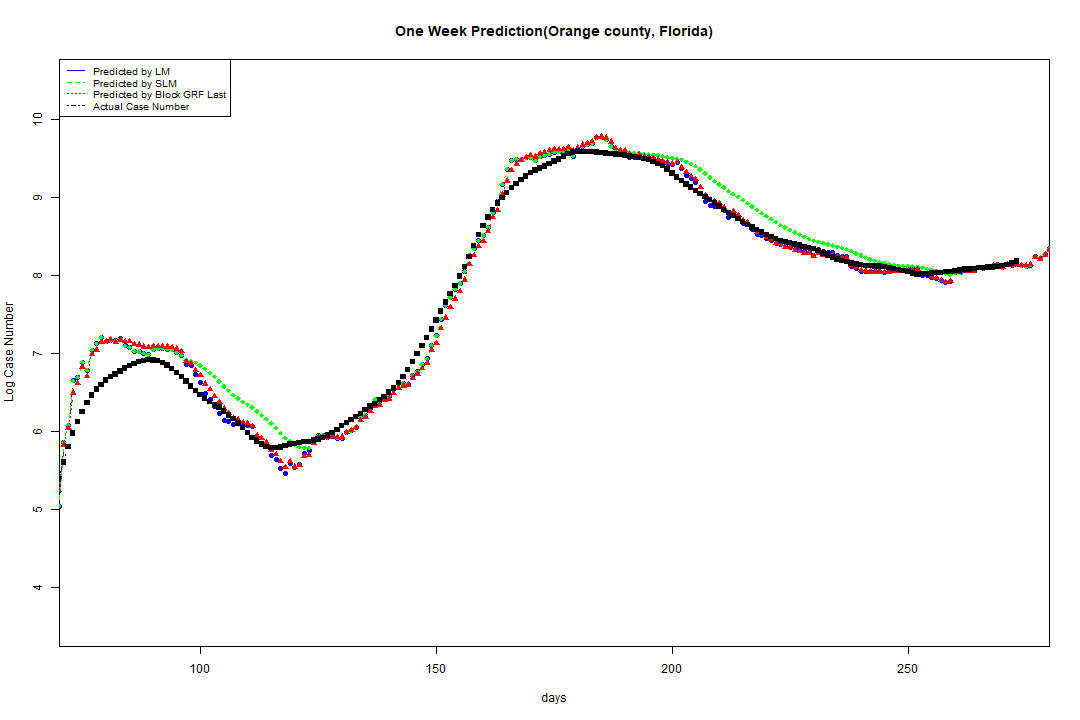 One Week Prediction(Orange county, Florida)
Predicted by LM
Predicted by SLM
Predicted by Block GRF Last
Actual Case Number
10
9
8
7
6
5
4
Log Case Number
100
150
200
250
days